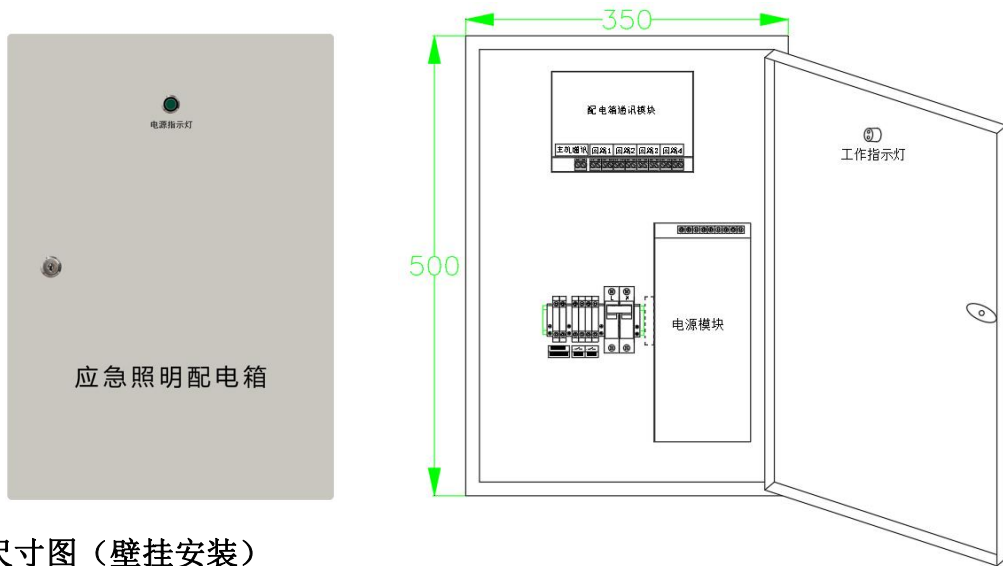 电源指示灯
应急照明配电箱
350
500
配电箱通讯模块
主机通讯 回路1 回路2 回路3 回路4
工作指示灯
电源模块
L N
尺寸图（壁挂安装）